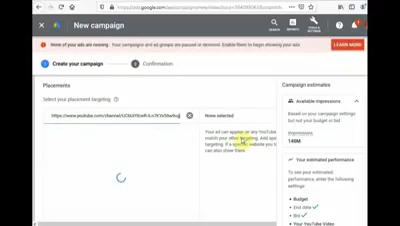 New campaign
SEARCH
REPORTS
TOOLS & SETTINGS
None of your ads are running Your campaign and ad groups are paused or removed. Enable them to begin showing your ads
LEARN MORE
1 Create your campaign
2 Confirmation
Placements
Select your placement targeting
None selected
Your ad can appear on any YouTube
match your other targeting. Add
targeting. If a specific website you
can also show there
Campaign estimates
Available impressions
Based on your campaign settings
but not your budget or bid
Impressions
Your estimated performance
To see your estimated
performance, enter the following
settings
Budget
End date
Bid
Your YouTube Video